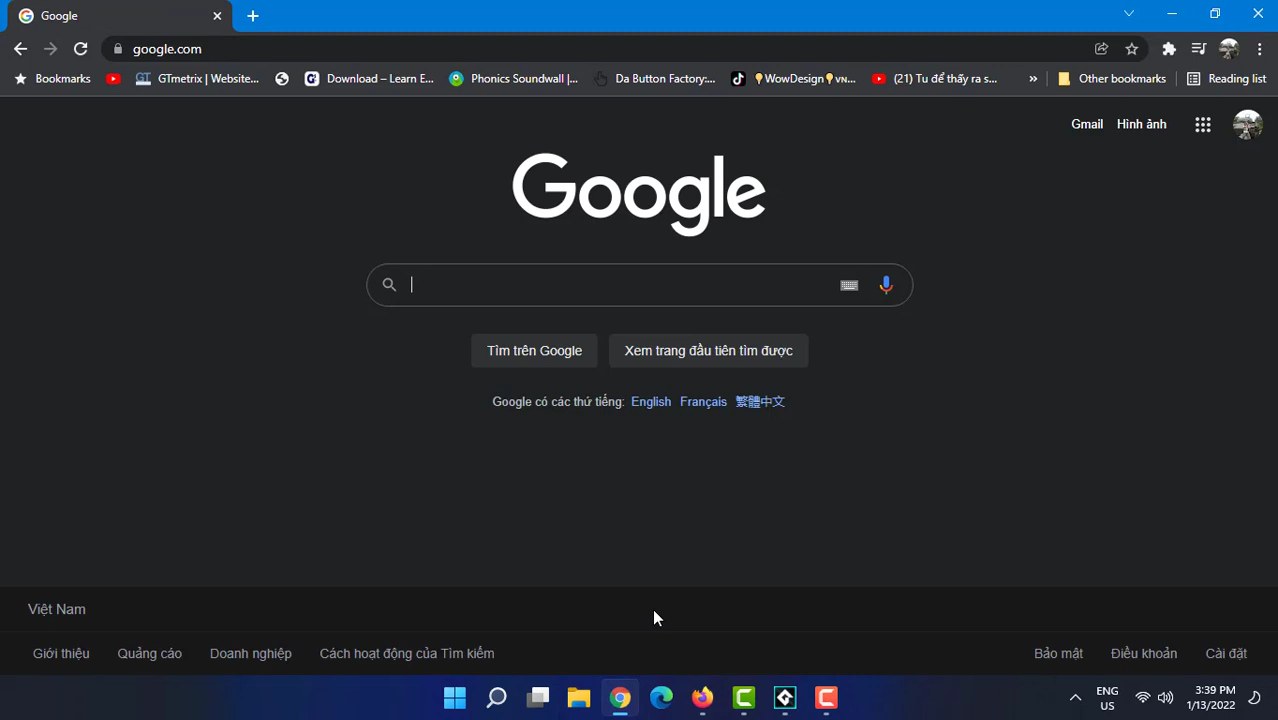 Google
google.com
Bookmarks GTmetrix | Website... Download – Learn E... Phonics Soundwall |... Da Button Factory:... WowDesign VN... (21) Tu để thấy ra s... » Other bookmarks Reading list
Gmail Hình ảnh
Google
Tìm trên Google Xem trang đầu tiên tìm được
Google có các thứ tiếng: English Français 繁體中文
Việt Nam
Giới thiệu Quảng cáo Doanh nghiệp Cách hoạt động của Tìm kiếm Bảo mật Điều khoản Cài đặt
ENG 3:39 PM
US 1/13/2022